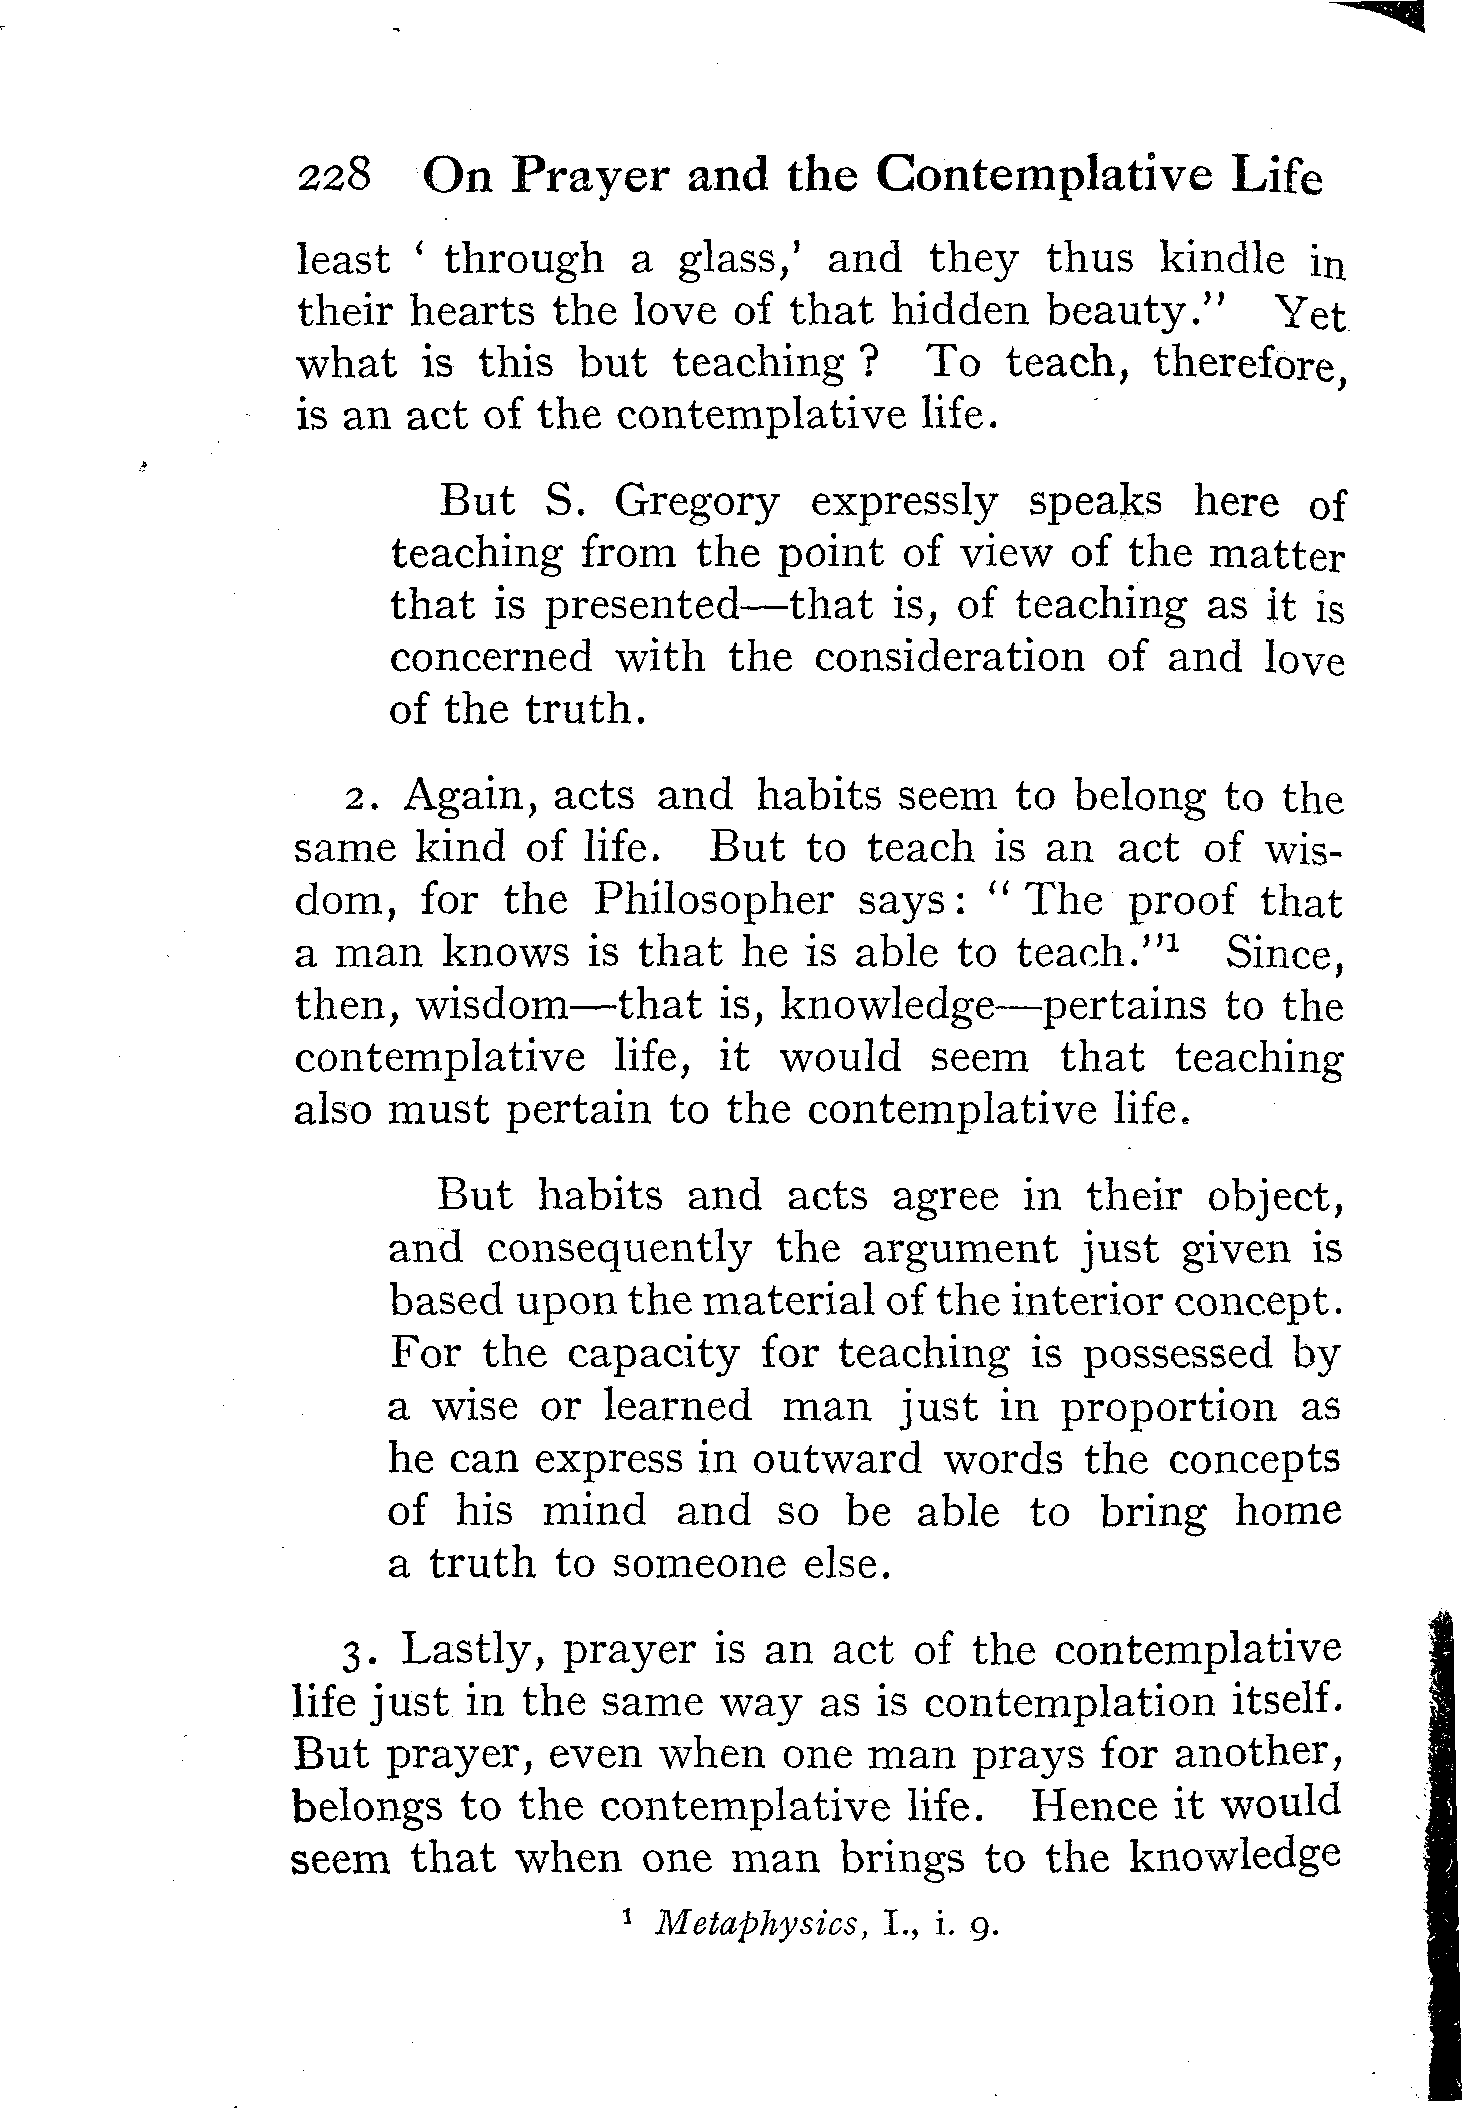 228 On Prayer and the Contemplative Life
least ‘ through a glass,’ and they thus kindle in
their hearts the love of that hidden beauty.” Yet
what is this but teaching ? To teach, therefore,
is an act of the contemplative life.
But S. Gregory expressly speaks here of
teaching from the point of view of the matter
that is presented—that is, of teaching as it is
concerned with the consideration of and love
of the truth.
2. Again, acts and habits seem to belong to the
same kind of life. But to teach is an act of wis-
dom, for the Philosopher says: “ The proof that
a man knows is that he is able to teach.”¹ Since,
then, wisdom—that is, knowledge—pertains to the
contemplative life, it would seem that teaching
also must pertain to the contemplative life.
But habits and acts agree in their object,
and consequently the argument just given is
based upon the material of the interior concept.
For the capacity for teaching is possessed by
a wise or learned man just in proportion as
he can express in outward words the concepts
of his mind and so be able to bring home
a truth to someone else.
3. Lastly, prayer is an act of the contemplative
life just in the same way as is contemplation itself.
But prayer, even when one man prays for another,
belongs to the contemplative life. Hence it would
seem that when one man brings to the knowledge
¹ Metaphysics, I., i. 9.